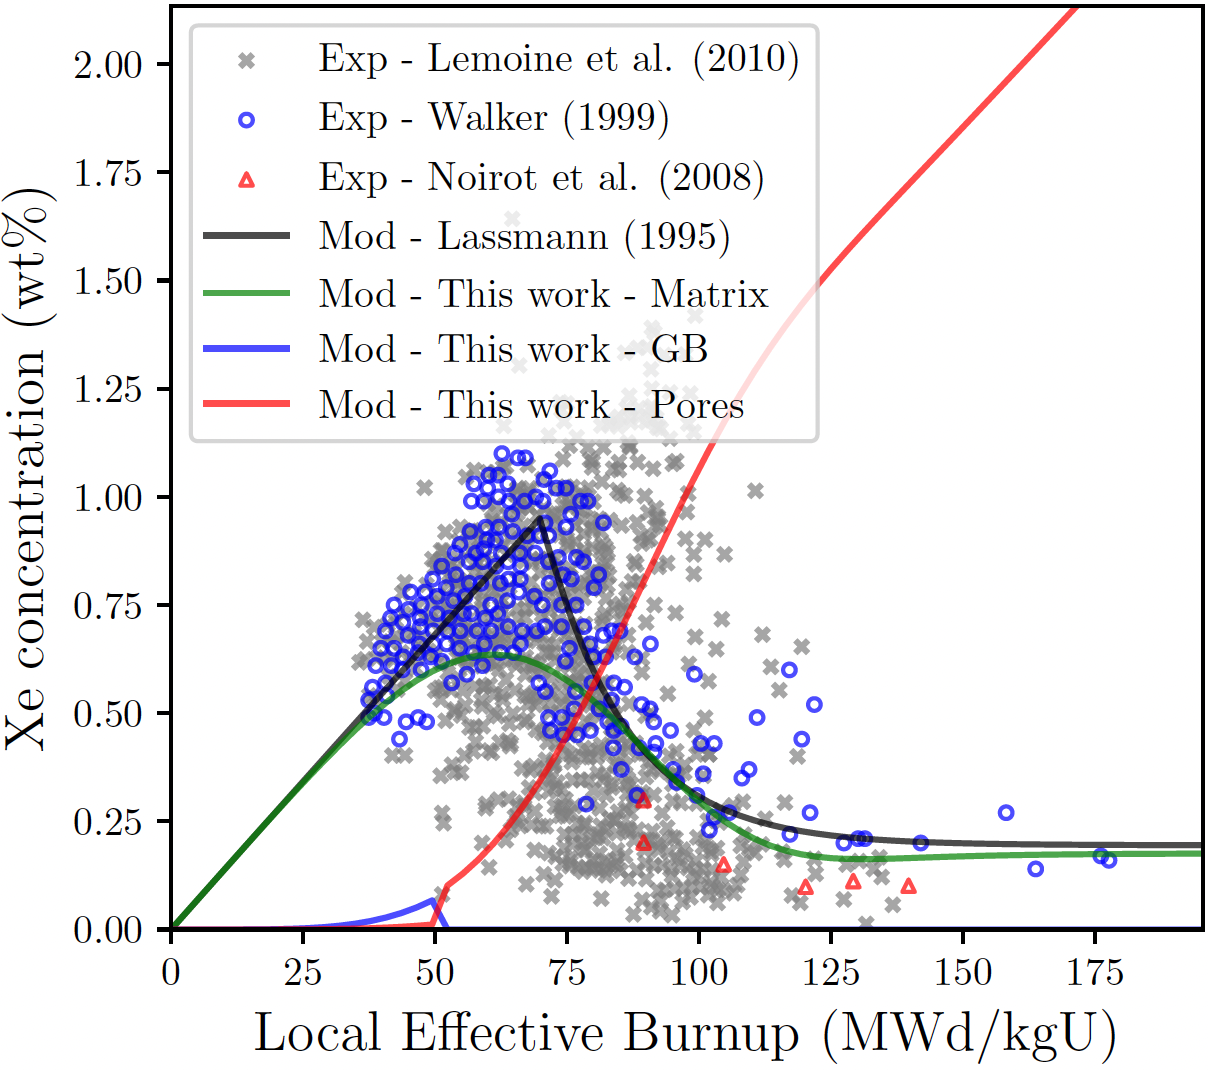 Xe concentration (wt%)
2.00
1.75
1.50
1.25
1.00
0.75
0.50
0.25
0.00
Exp - Lemoine et al. (2010)
Exp - Walker (1999)
Exp - Noirot et al. (2008)
Mod - Lassmann (1995)
Mod - This work - Matrix
Mod - This work - GB
Mod - This work - Pores
0 25 50 75 100 125 150 175
Local Effective Burnup (MWd/kgU)